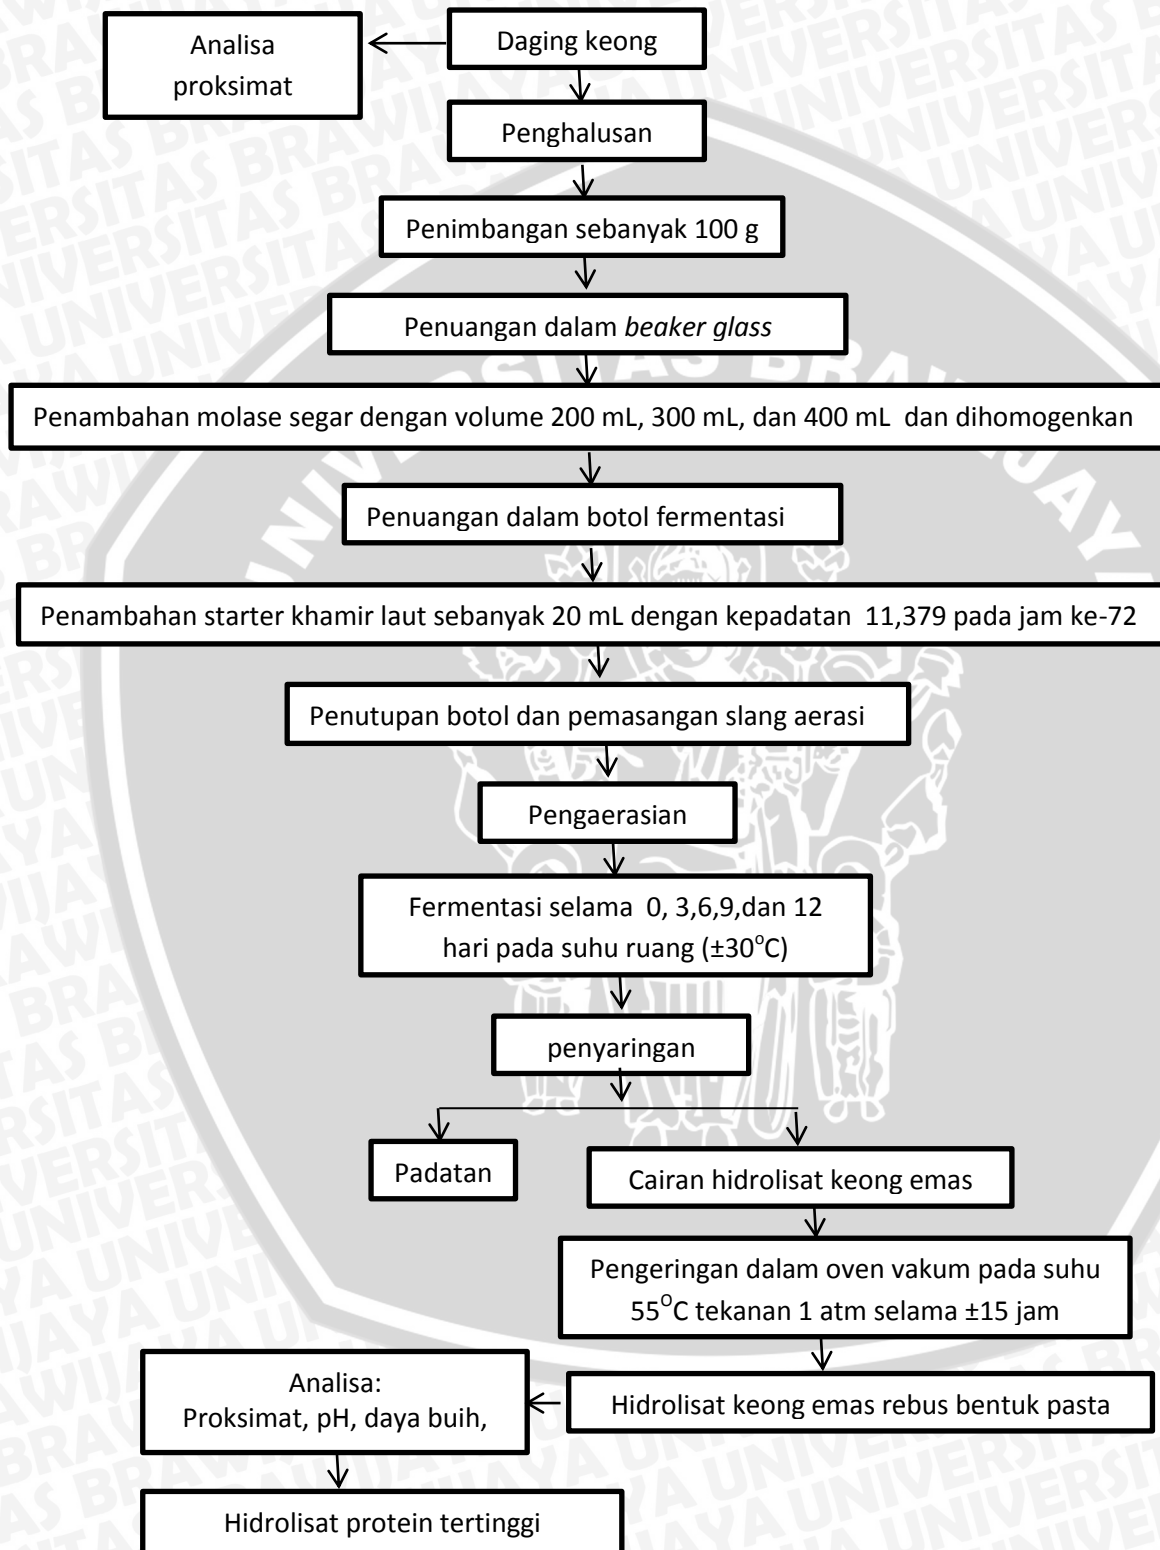 Analisa
proksimat
Daging keong
Penghalusan
Penimbangan sebanyak 100 g
Penuangan dalam beaker glass
Penambahan molase segar dengan volume 200 mL, 300 mL, dan 400 mL dan dihomogenkan
Penuangan dalam botol fermentasi
Penambahan starter khamir laut sebanyak 20 mL dengan kepadatan 11,379 pada jam ke-72
Penutupan botol dan pemasangan slang aerasi
Pengaerasian
Fermentasi selama 0, 3,6,9,dan 12
hari pada suhu ruang (±30°C)
penyaringan
Padatan
Cairan hidrolisat keong emas
Pengeringan dalam oven vakum pada suhu
55°C tekanan 1 atm selama ±15 jam
Hidrolisat keong emas rebus bentuk pasta
Analisa:
Proksimat, pH, daya buih,
Hidrolisat protein tertinggi
UNIVERSITAS BRAWIJAYA